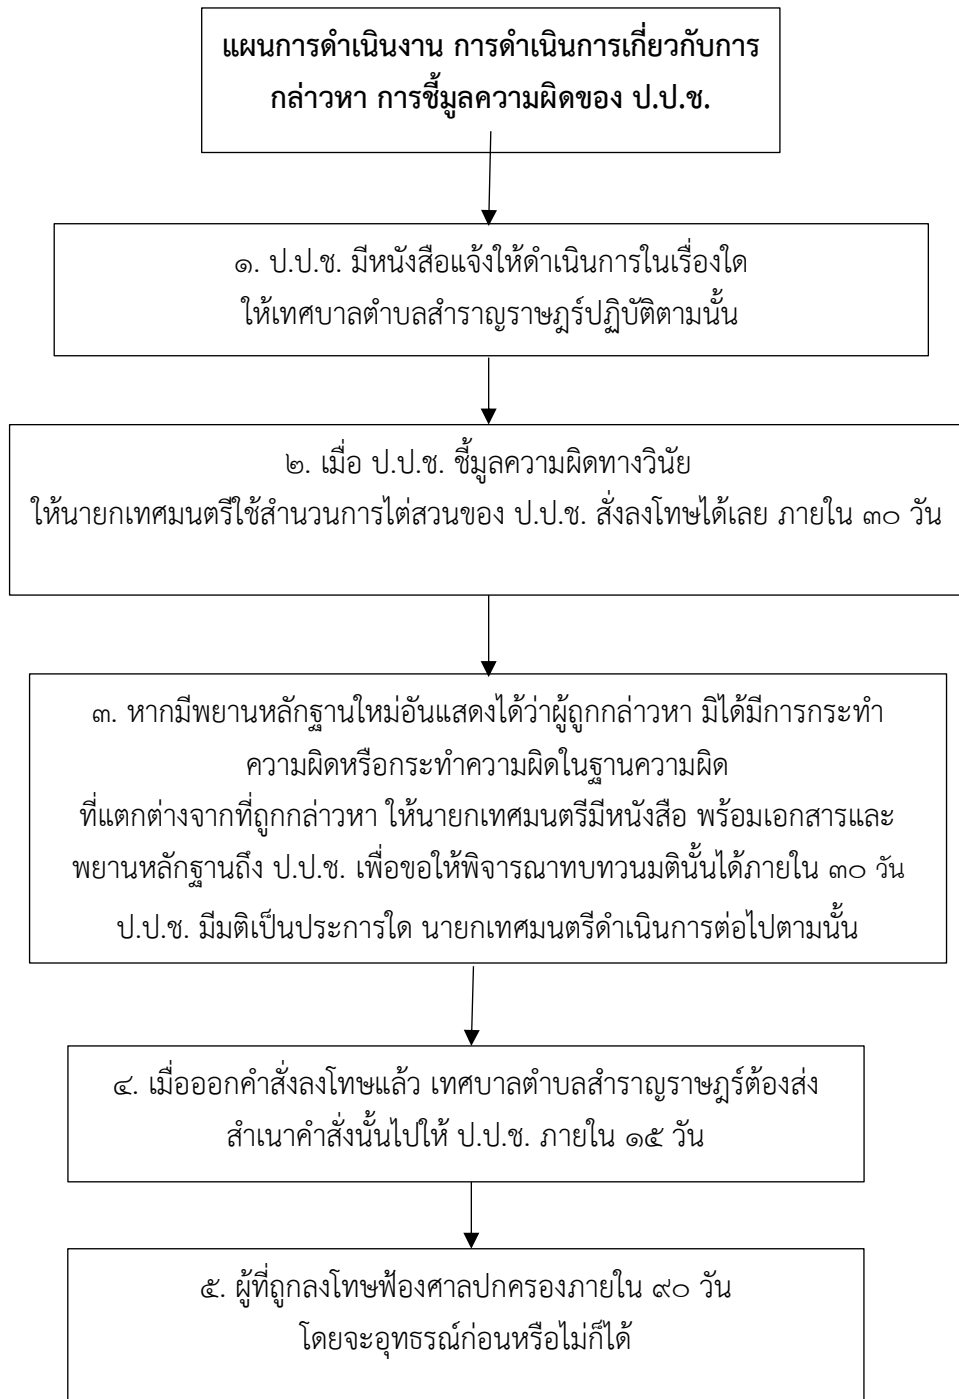 แผนการดำเนินงาน การดำเนินการเกี่ยวกับการ
กล่าวหา การชี้มูลความผิดของ ป.ป.ช.
๑. ป.ป.ช. มีหนังสือแจ้งให้ดำเนินการในเรื่องใด
ให้เทศบาลตำบลสำราญราษฎร์ปฏิบัติตามนั้น
๒. เมื่อ ป.ป.ช. ชี้มูลความผิดทางวินัย
ให้นายกเทศมนตรีใช้สำนวนการไต่สวนของ ป.ป.ช. สั่งลงโทษได้เลย ภายใน ๓๐ วัน
๓. หากมีพยานหลักฐานใหม่อันแสดงได้ว่าผู้ถูกกล่าวหา มิได้มีการกระทำ
ความผิดหรือกระทำความผิดในฐานความผิด
ที่แตกต่างจากที่ถูกกล่าวหา ให้นายกเทศมนตรีมีหนังสือ พร้อมเอกสารและ
พยานหลักฐานถึง ป.ป.ช. เพื่อขอให้พิจารณาทบทวนมตินั้นได้ภายใน ๓๐ วัน
ป.ป.ช. มีมติเป็นประการใด นายกเทศมนตรีดำเนินการต่อไปตามนั้น
๔. เมื่อออกคำสั่งลงโทษแล้ว เทศบาลตำบลสำราญราษฎร์ต้องส่ง
สำเนาคำสั่งนั้นไปให้ ป.ป.ช. ภายใน ๑๕ วัน
๕. ผู้ที่ถูกลงโทษฟ้องศาลปกครองภายใน ๙๐ วัน
โดยจะอุทธรณ์ก่อนหรือไม่ก็ได้